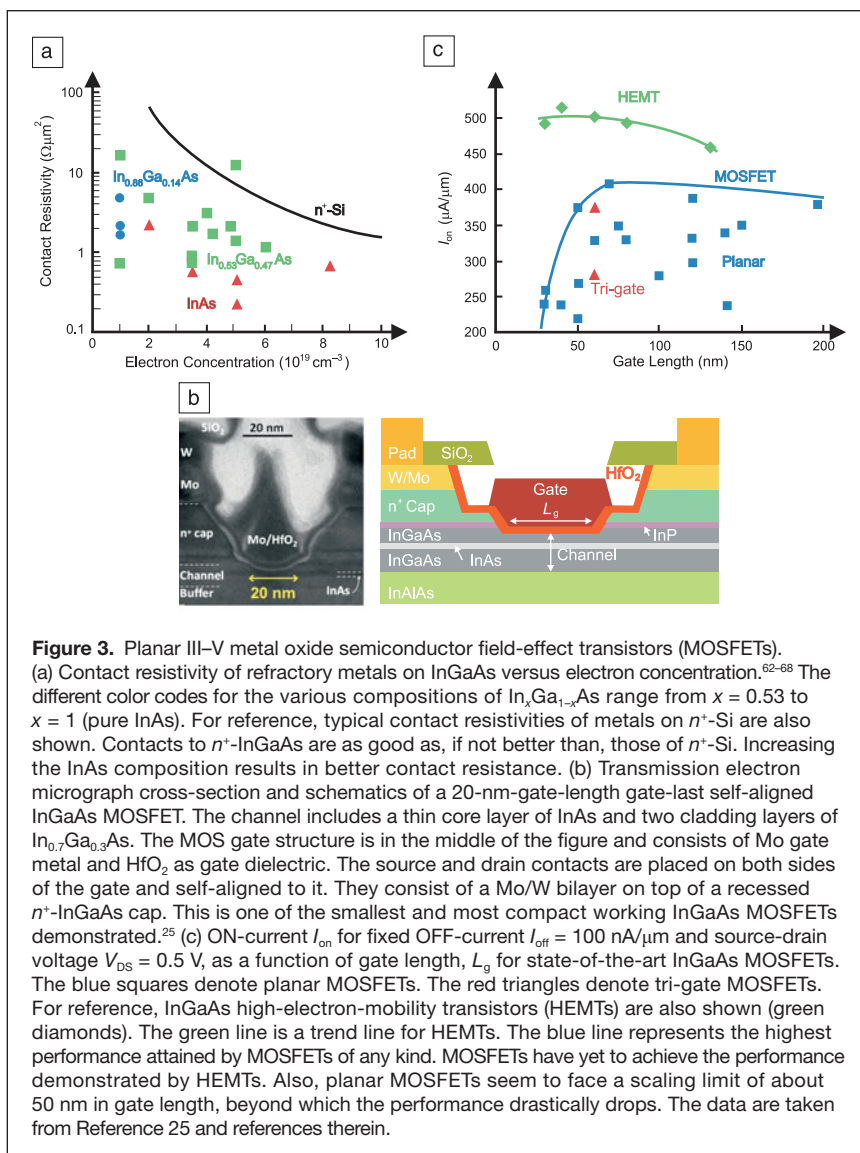 a
100
10
1
0.1
Contact Resistivity (Ωμm²)
In₀.₈₆Ga₀.₁₄As
n⁺-Si
In₀.₅₃Ga₀.₄₇As
InAs
0 2 4 6 8 10
Electron Concentration (10¹⁹ cm⁻³)
c
500
450
400
350
300
250
200
Iₒₙ (μA/μm)
HEMT
MOSFET
Planar
Tri-gate
0 50 100 150 200
Gate Length (nm)
b
SiO₂
20 nm
W
Mo
n⁺ cap
Mo/HfO₂
Channel
Buffer
20 nm
InAs
Pad
SiO₂
HfO₂
W/Mo
Gate
n⁺ Cap
L_g
InGaAs
InP
Channel
InGaAs
InAs
InAlAs
Figure 3. Planar III–V metal oxide semiconductor field-effect transistors (MOSFETs).
(a) Contact resistivity of refractory metals on InGaAs versus electron concentration.⁶²⁻⁶⁸ The
different color codes for the various compositions of InₓGa₁₋ₓAs range from x = 0.53 to
x = 1 (pure InAs). For reference, typical contact resistivities of metals on n⁺-Si are also
shown. Contacts to n⁺-InGaAs are as good as, if not better than, those of n⁺-Si. Increasing
the InAs composition results in better contact resistance. (b) Transmission electron
micrograph cross-section and schematics of a 20-nm-gate-length gate-last self-aligned
InGaAs MOSFET. The channel includes a thin core layer of InAs and two cladding layers of
In₀.₇Ga₀.₃As. The MOS gate structure is in the middle of the figure and consists of Mo gate
metal and HfO₂ as gate dielectric. The source and drain contacts are placed on both sides
of the gate and self-aligned to it. They consist of a Mo/W bilayer on top of a recessed
n⁺-InGaAs cap. This is one of the smallest and most compact working InGaAs MOSFETs
demonstrated.²⁵ (c) ON-current Iₒₙ for fixed OFF-current I_off = 100 nA/μm and source-drain
voltage V_DS = 0.5 V, as a function of gate length, L_g for state-of-the-art InGaAs MOSFETs.
The blue squares denote planar MOSFETs. The red triangles denote tri-gate MOSFETs.
For reference, InGaAs high-electron-mobility transistors (HEMTs) are also shown (green
diamonds). The green line is a trend line for HEMTs. The blue line represents the highest
performance attained by MOSFETs of any kind. MOSFETs have yet to achieve the performance
demonstrated by HEMTs. Also, planar MOSFETs seem to face a scaling limit of about
50 nm in gate length, beyond which the performance drastically drops. The data are taken
from Reference 25 and references therein.